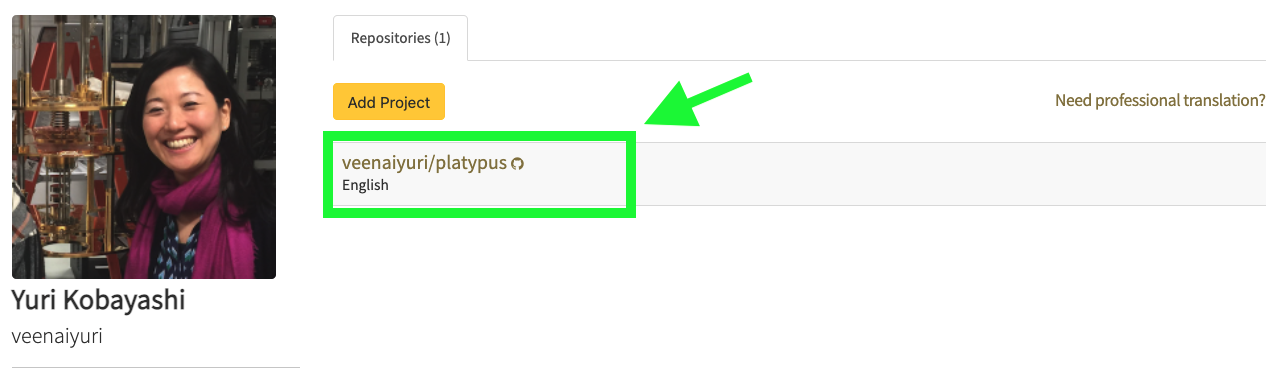 Repositories (1)
Add Project
Need professional translation?
veenaiyuri/platypus
English
Yuri Kobayashi
veenaiyuri